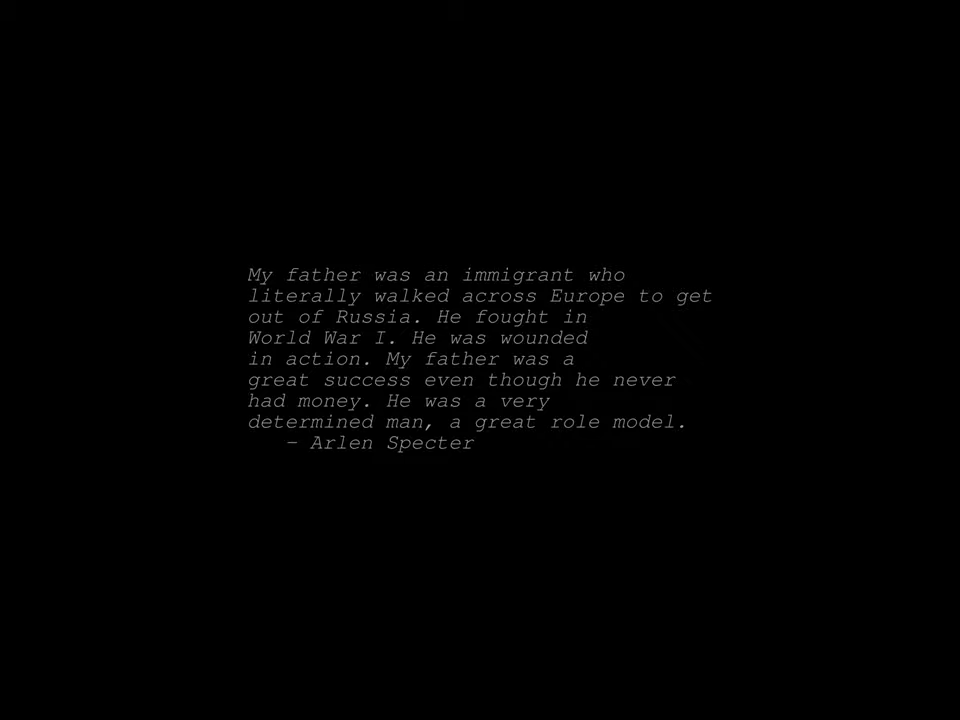 My father was an immigrant who
literally walked across Europe to get
out of Russia. He fought in
World War I. He was wounded
in action. My father was a
great success even though he never
had money. He was a very
determined man, a great role model.
- Arlen Specter